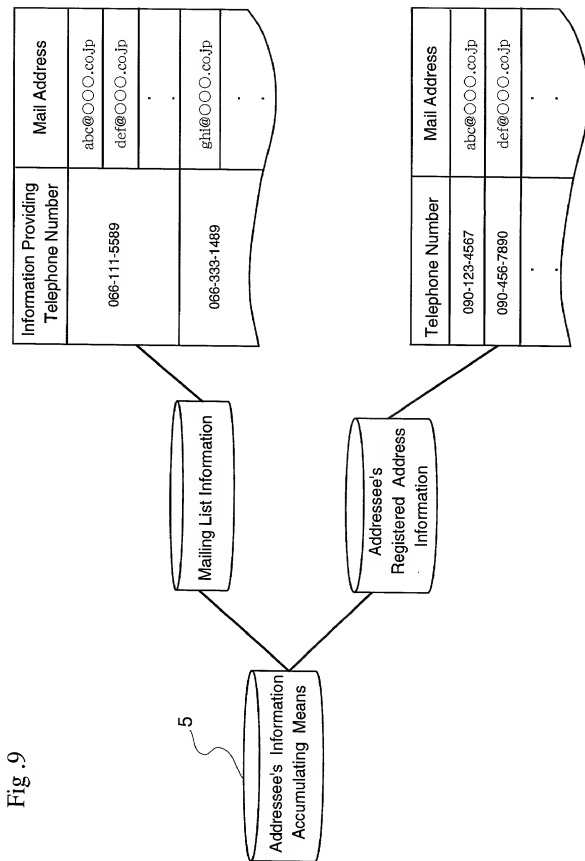 Fig .9
5
Addressee's Information
Accumulating Means
Mailing List Information
Addressee's
Registered Address
Information
Information Providing
Telephone Number
Mail Address
066-111-5589
abc@○○○.co.jp
def@○○○.co.jp
.
.
066-333-1489
ghi@○○○.co.jp
.
.
Telephone Number
Mail Address
090-123-4567
abc@○○○.co.jp
090-456-7890
def@○○○.co.jp
.
.
.
.